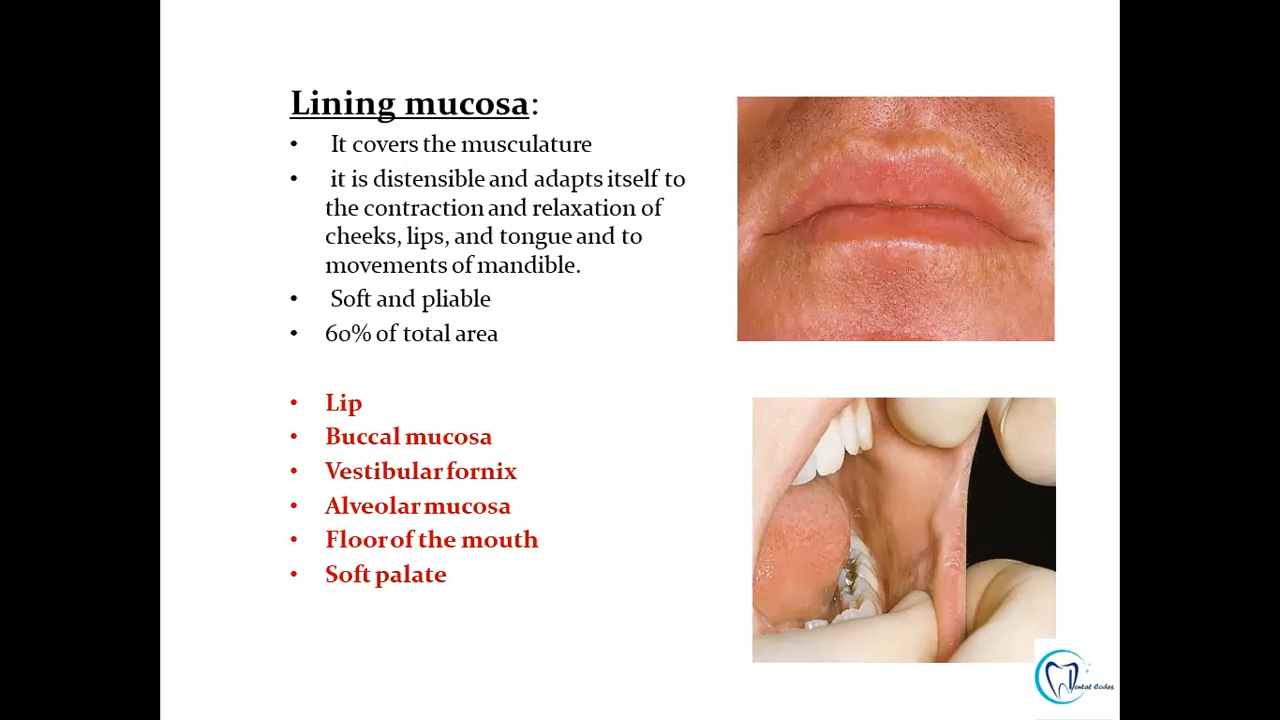 Lining mucosa:
• It covers the musculature
• it is distensible and adapts itself to
the contraction and relaxation of
cheeks, lips, and tongue and to
movements of mandible.
• Soft and pliable
• 60% of total area
• Lip
• Buccal mucosa
• Vestibular fornix
• Alveolar mucosa
• Floor of the mouth
• Soft palate
Dental Codes